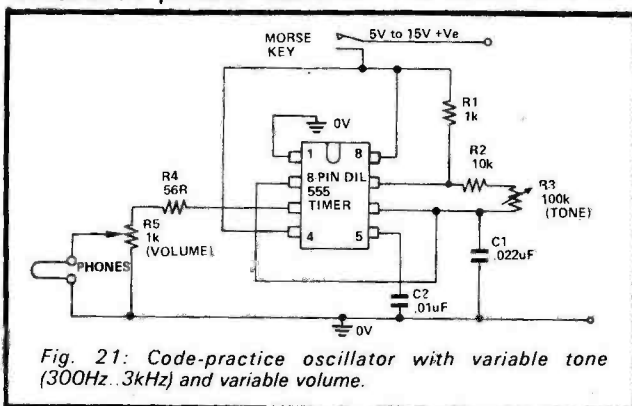 MORSE
KEY
5V to 15V +Ve
0V
R1
1k
R2
10k
R3
100k
(TONE)
1
8
8-PIN DIL
555
TIMER
4
5
R4
56R
R5
1k
(VOLUME)
PHONES
C1
.022uF
C2
.01uF
0V
Fig. 21: Code-practice oscillator with variable tone
(300Hz..3kHz) and variable volume.